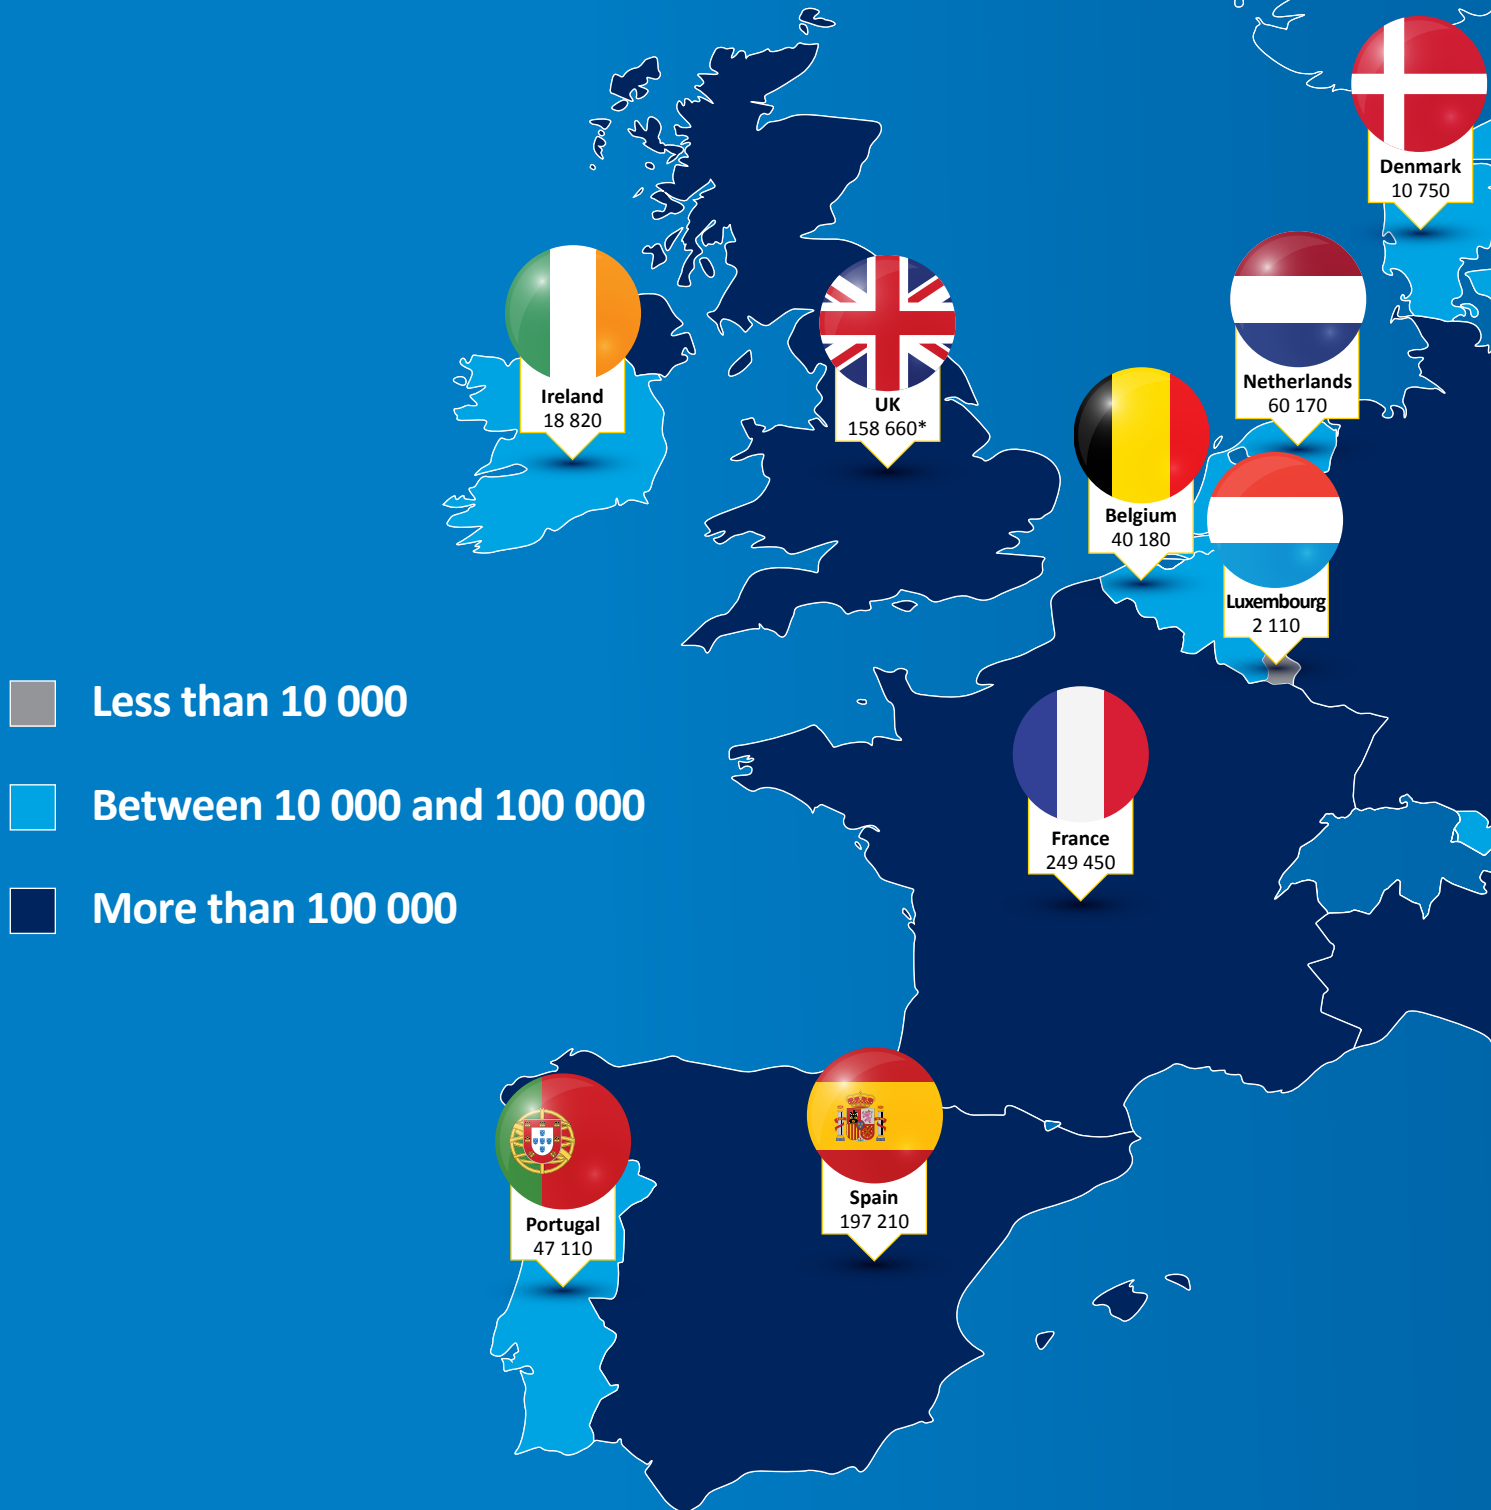 Denmark
10 750
Ireland
18 820
UK
158 660*
Netherlands
60 170
Belgium
40 180
Luxembourg
2 110
Less than 10 000
Between 10 000 and 100 000
More than 100 000
France
249 450
Portugal
47 110
Spain
197 210